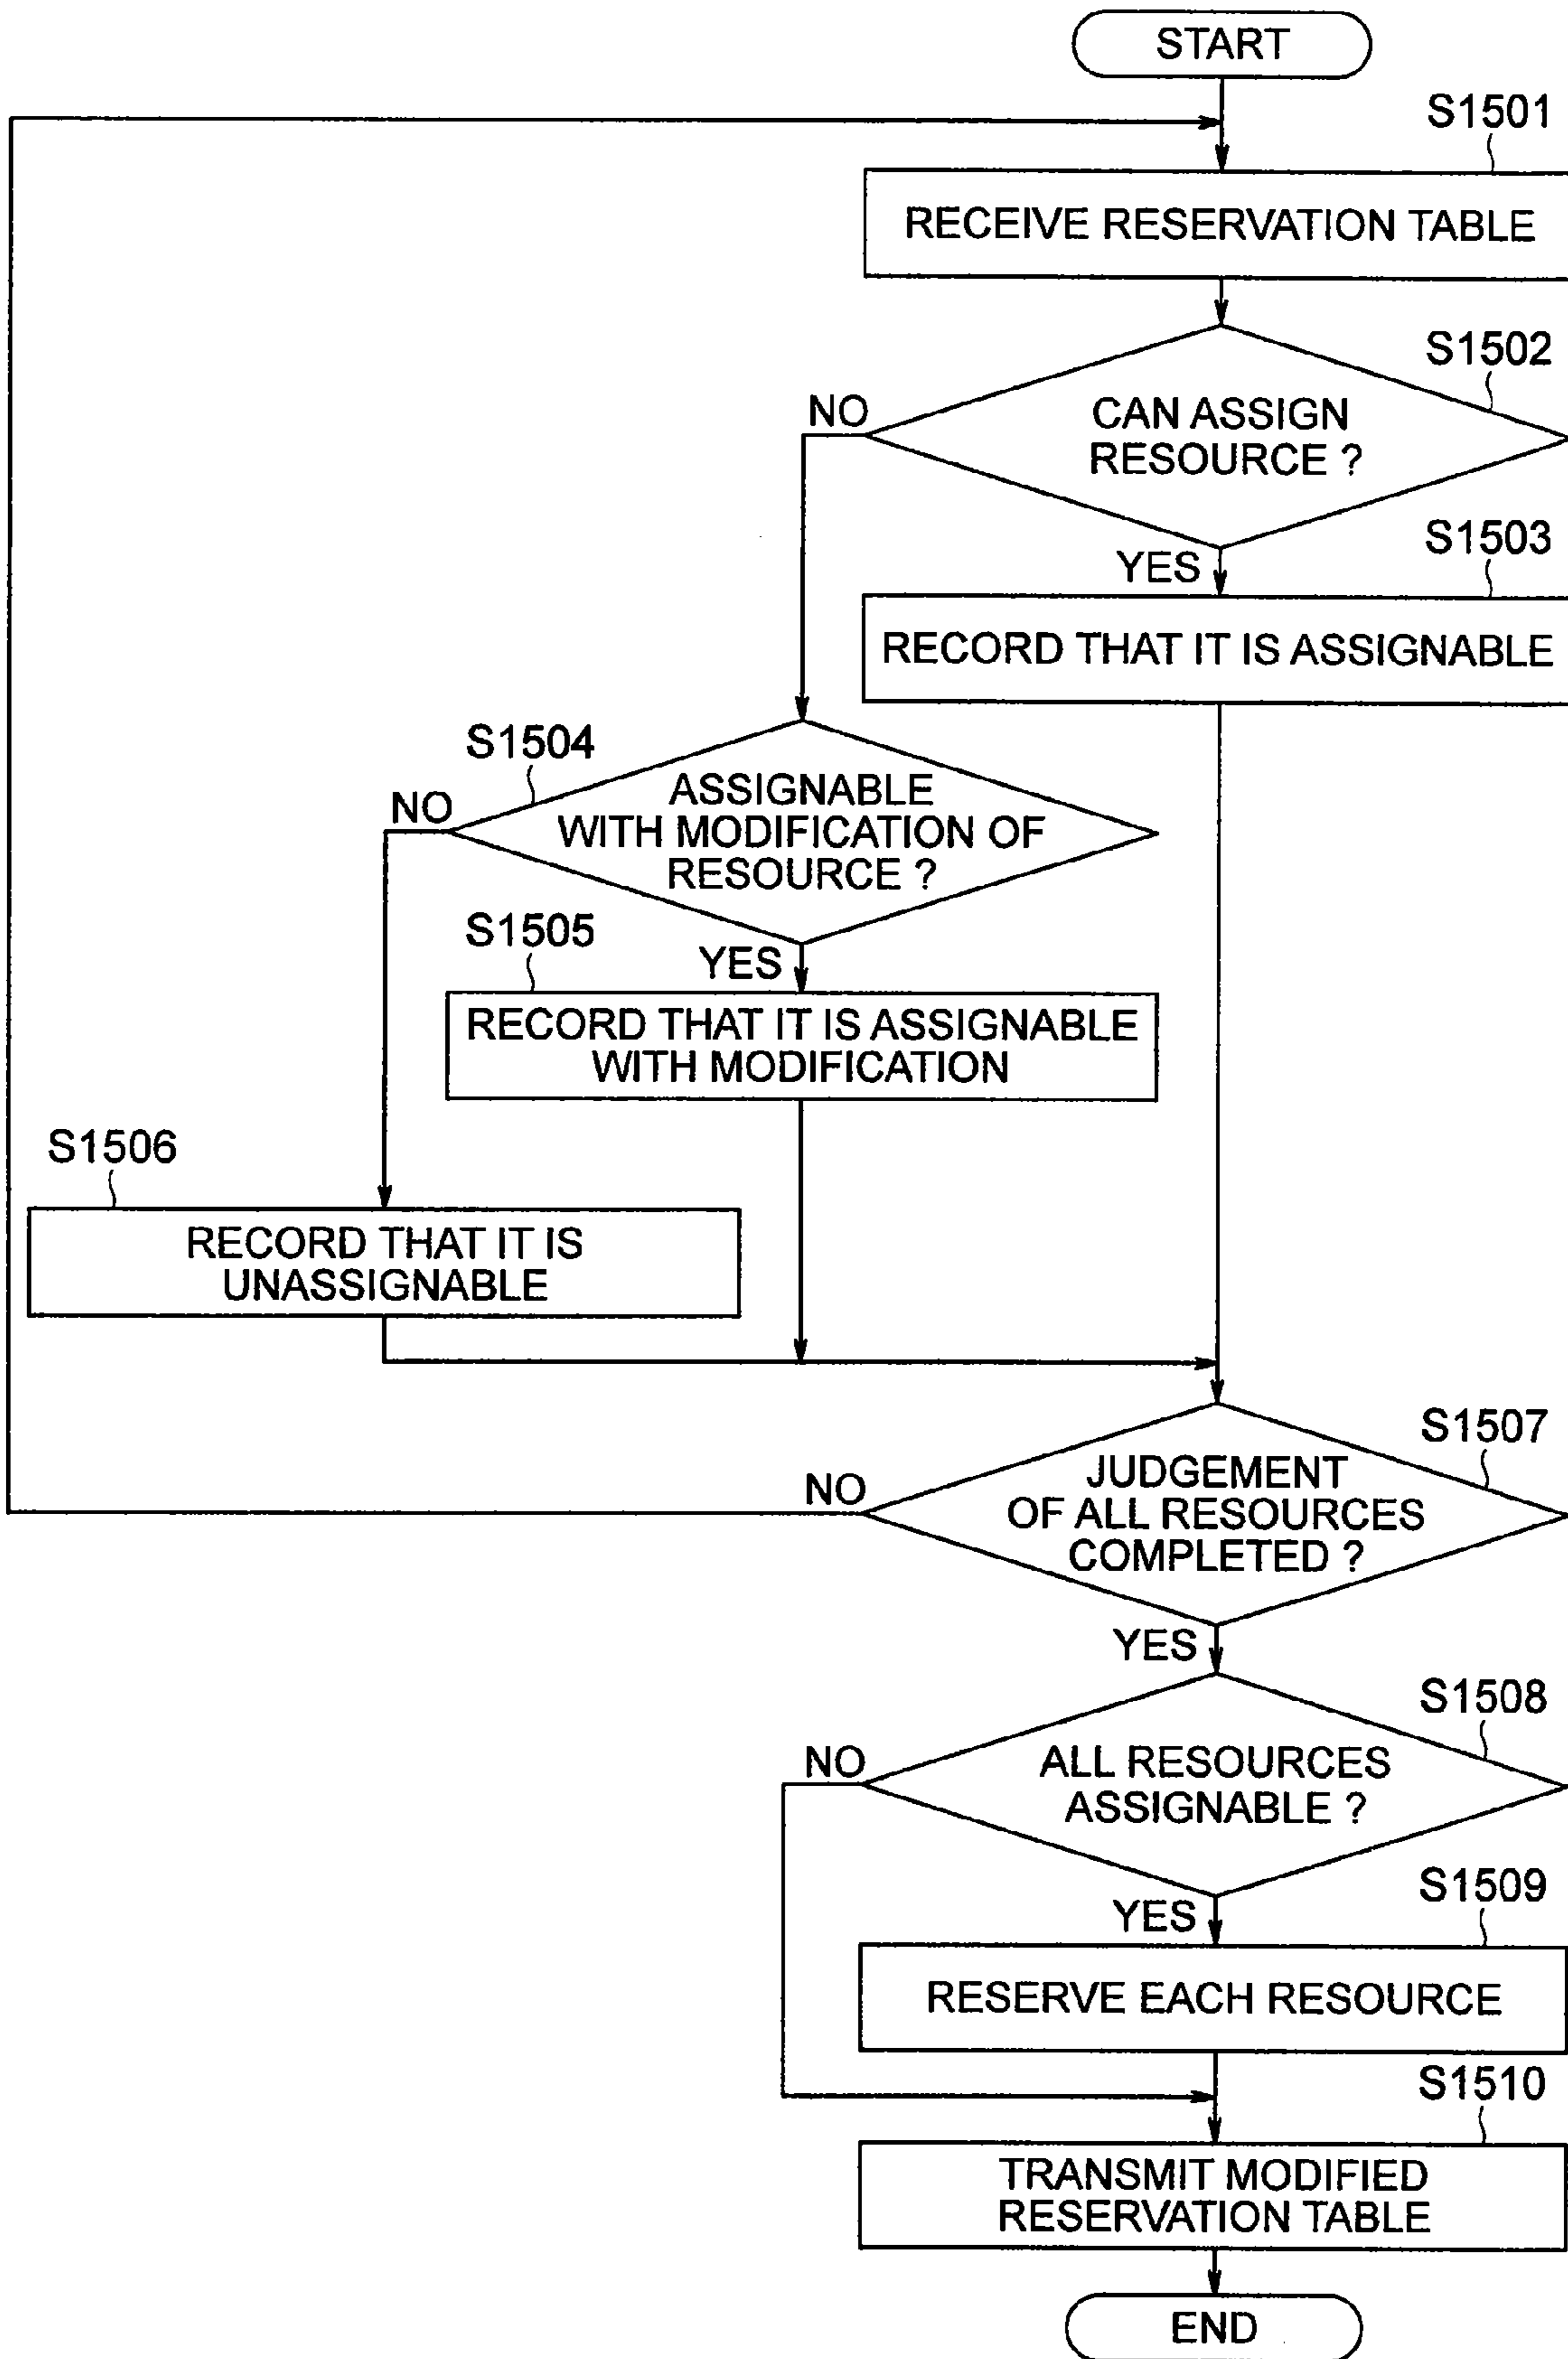 START
S1501
RECEIVE RESERVATION TABLE
S1502
NO
CAN ASSIGN
RESOURCE ?
S1503
YES
RECORD THAT IT IS ASSIGNABLE
S1504
NO
ASSIGNABLE
WITH MODIFICATION OF
RESOURCE ?
S1505
YES
RECORD THAT IT IS ASSIGNABLE
WITH MODIFICATION
S1506
RECORD THAT IT IS
UNASSIGNABLE
S1507
NO
JUDGEMENT
OF ALL RESOURCES
COMPLETED ?
YES
S1508
NO
ALL RESOURCES
ASSIGNABLE ?
S1509
YES
RESERVE EACH RESOURCE
S1510
TRANSMIT MODIFIED
RESERVATION TABLE
END